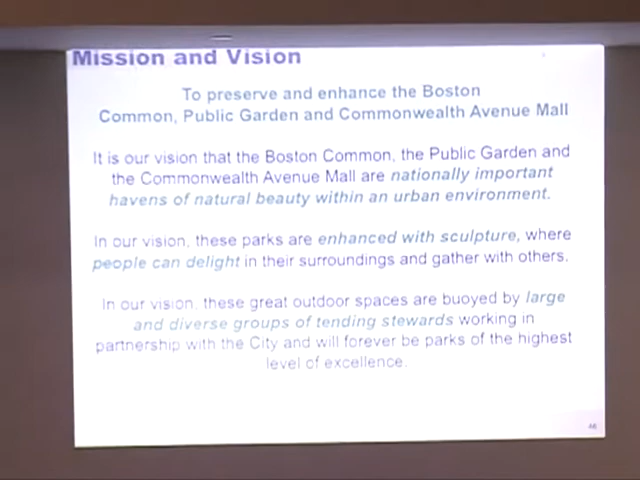 Mission and Vision
To preserve and enhance the Boston
Common, Public Garden and Commonwealth Avenue Mall
It is our vision that the Boston Common, the Public Garden and
the Commonwealth Avenue Mall are nationally important
havens of natural beauty within an urban environment.
In our vision, these parks are enhanced with sculpture, where
people can delight in their surroundings and gather with others.
In our vision, these great outdoor spaces are buoyed by large
and diverse groups of tending stewards working in
partnership with the City and will forever be parks of the highest
level of excellence.